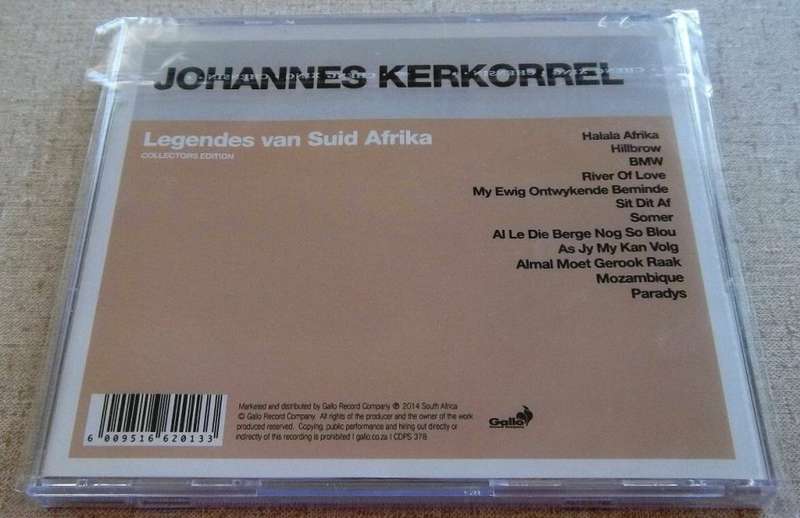 JOHANNES KERKORREL
Legendes van Suid Afrika
COLLECTORS EDITION
Halala Afrika
Hillbrow
BMW
River Of Love
My Ewig Ontwykende Beminde
Sit Dit Af
Somer
Al Le Die Berge Nog So Blou
As Jy My Kan Volg
Almal Moet Gerook Raak
Mozambique
Paradys
6 009516 620133
Marketed and distributed by Gallo Record Company ℗ 2014 South Africa
© Gallo Record Company. All rights of the producer and the owner of the work
produced reserved. Copying, public performance and hiring out directly or
indirectly of this recording is prohibited I gallo.co.za I CDPS 378
Gallo